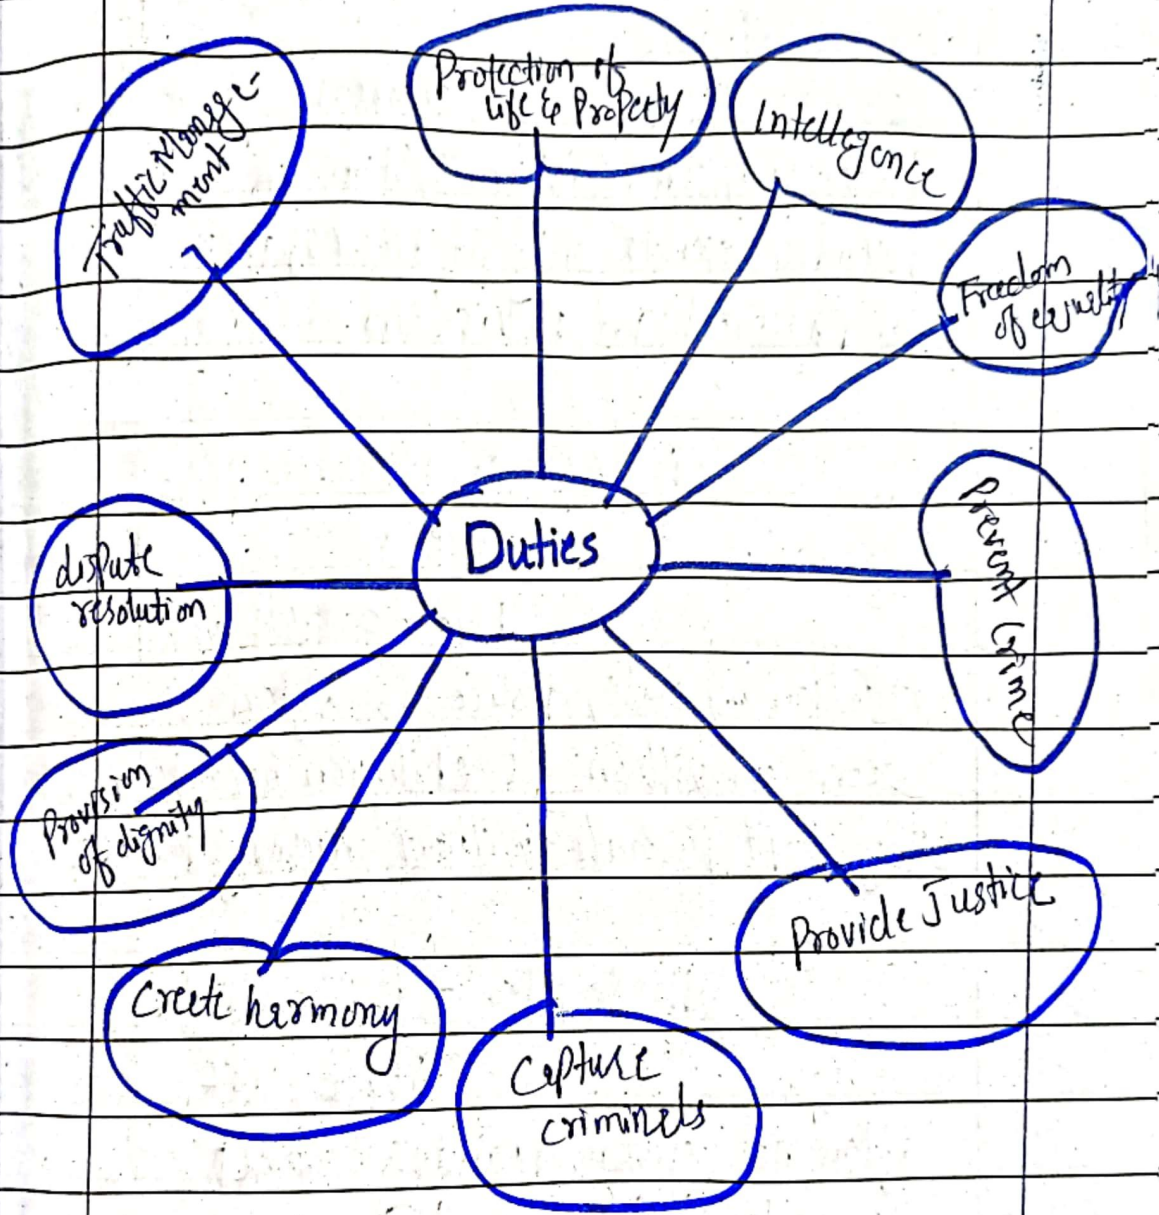 Protection of
life & Property
Intellegence
Traffic Manage-
ment
Freedom
of equality
Duties
Prevent Crime
dispute
resolution
Provision
of dignity
Provide Justice
Create harmony
Capture
criminals